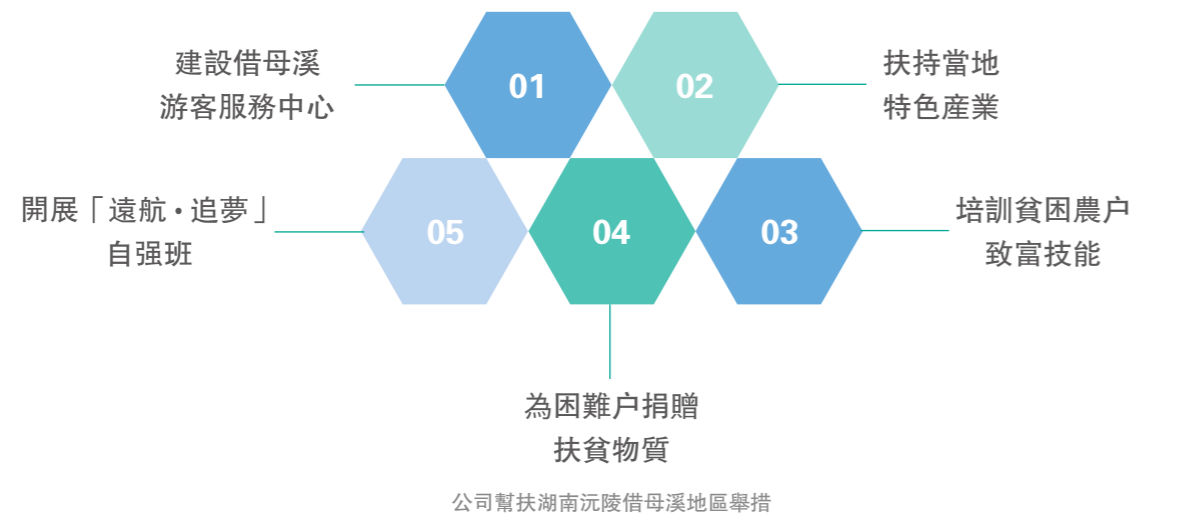 建設借母溪
游客服務中心
01
02
扶持當地
特色産業
開展「遠航·追夢」
自强班
05
04
03
培訓貧困農户
致富技能
為困難户捐贈
扶貧物質
公司幫扶湖南沅陵借母溪地區舉措